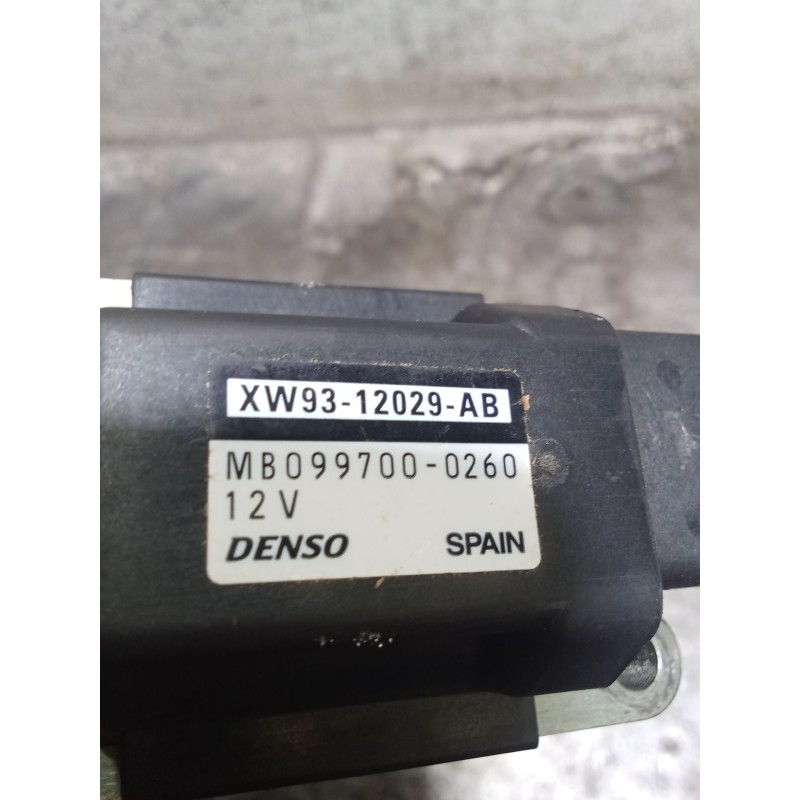 XW93-12029-AB
MB099700-0260
12V
DENSO SPAIN